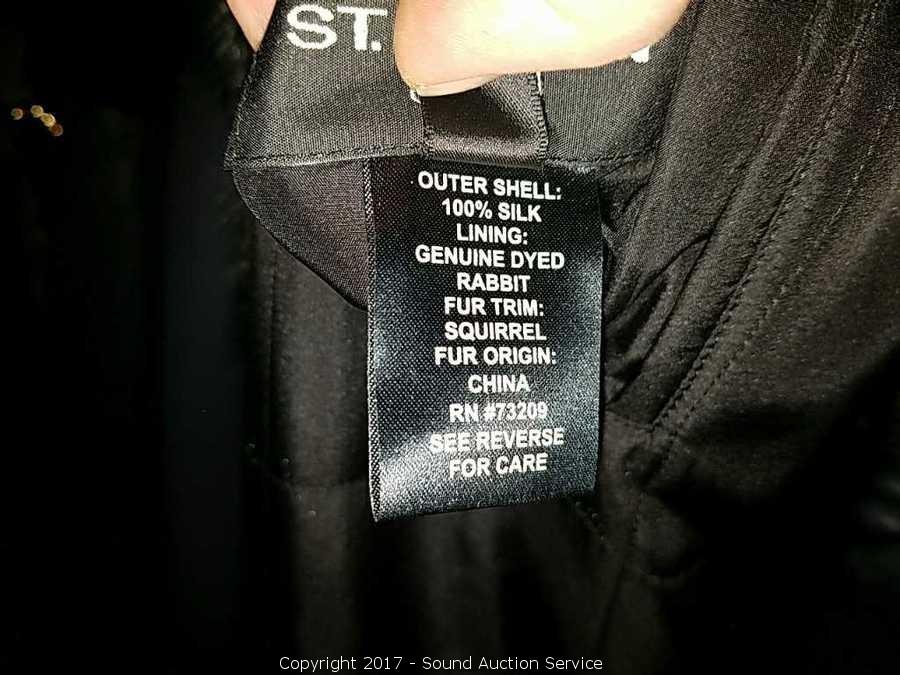 ST.
OUTER SHELL:
100% SILK
LINING:
GENUINE DYED
RABBIT
FUR TRIM:
SQUIRREL
FUR ORIGIN:
CHINA
RN #73209
SEE REVERSE
FOR CARE
Copyright 2017 - Sound Auction Service